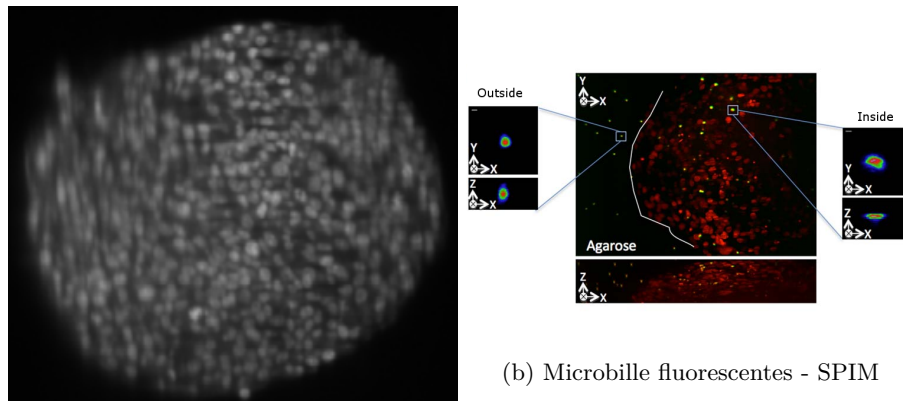 Outside
Y
X
Z
X
Y
X
Agarose
Z
X
Inside
Y
X
Z
X
(b) Microbille fluorescentes - SPIM